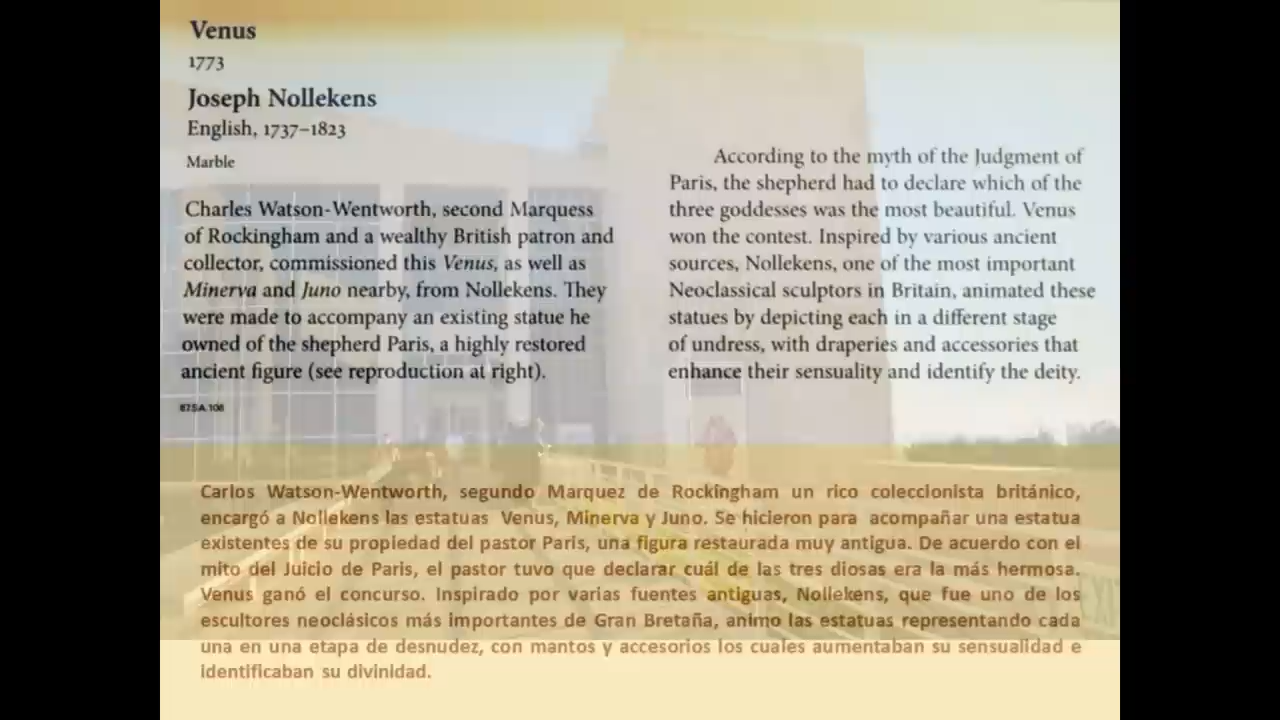 Venus
1773
Joseph Nollekens
English, 1737–1823
Marble
Charles Watson-Wentworth, second Marquess
of Rockingham and a wealthy British patron and
collector, commissioned this Venus, as well as
Minerva and Juno nearby, from Nollekens. They
were made to accompany an existing statue he
owned of the shepherd Paris, a highly restored
ancient figure (see reproduction at right).
87.SA.106
According to the myth of the Judgment of
Paris, the shepherd had to declare which of the
three goddesses was the most beautiful. Venus
won the contest. Inspired by various ancient
sources, Nollekens, one of the most important
Neoclassical sculptors in Britain, animated these
statues by depicting each in a different stage
of undress, with draperies and accessories that
enhance their sensuality and identify the deity.
Carlos Watson-Wentworth, segundo Marquez de Rockingham un rico coleccionista británico,
encargó a Nollekens las estatuas Venus, Minerva y Juno. Se hicieron para acompañar una estatua
existentes de su propiedad del pastor Paris, una figura restaurada muy antigua. De acuerdo con el
mito del Juicio de Paris, el pastor tuvo que declarar cuál de las tres diosas era la más hermosa.
Venus ganó el concurso. Inspirado por varias fuentes antiguas, Nollekens, que fue uno de los
escultores neoclásicos más importantes de Gran Bretaña, animo las estatuas representando cada
una en una etapa de desnudez, con mantos y accesorios los cuales aumentaban su sensualidad e
identificaban su divinidad.